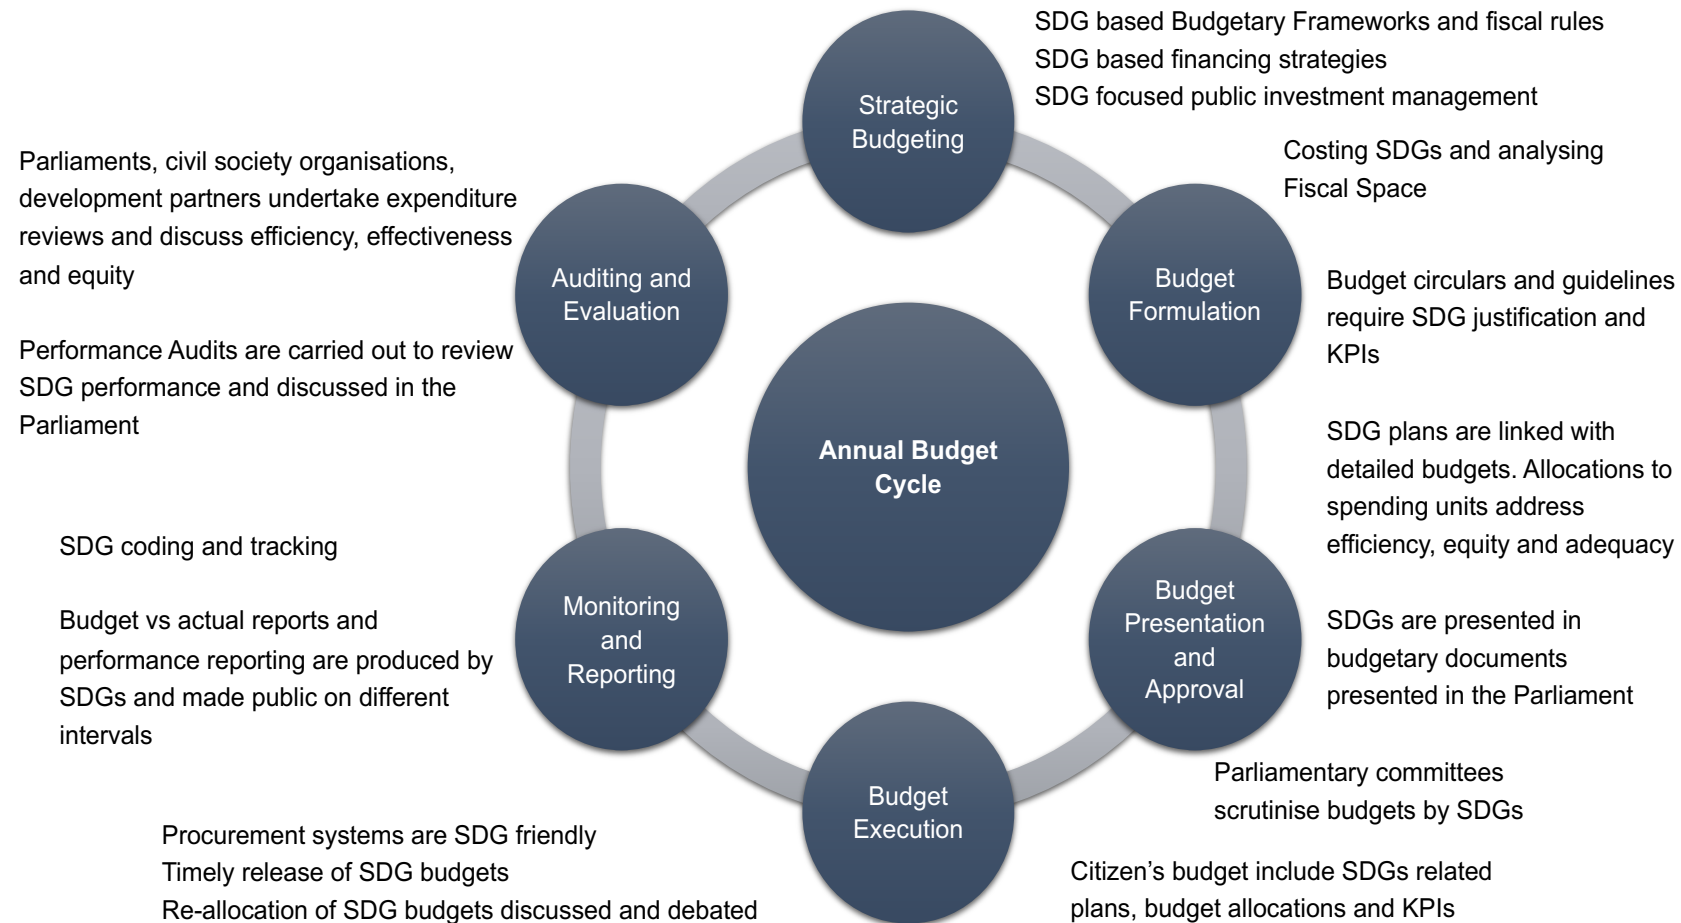 SDG based Budgetary Frameworks and fiscal rules
SDG based financing strategies
SDG focused public investment management
Strategic
Budgeting
Costing SDGs and analysing
Fiscal Space
Budget
Formulation
Budget circulars and guidelines
require SDG justification and
KPIs
SDG plans are linked with
detailed budgets. Allocations to
spending units address
efficiency, equity and adequacy
Budget
Presentation
and
Approval
SDGs are presented in
budgetary documents
presented in the Parliament
Parliamentary committees
scrutinise budgets by SDGs
Citizen’s budget include SDGs related
plans, budget allocations and KPIs
Budget
Execution
Procurement systems are SDG friendly
Timely release of SDG budgets
Re-allocation of SDG budgets discussed and debated
Monitoring
and
Reporting
SDG coding and tracking
Budget vs actual reports and
performance reporting are produced by
SDGs and made public on different
intervals
Auditing and
Evaluation
Parliaments, civil society organisations,
development partners undertake expenditure
reviews and discuss efficiency, effectiveness
and equity
Performance Audits are carried out to review
SDG performance and discussed in the
Parliament
Annual Budget
Cycle